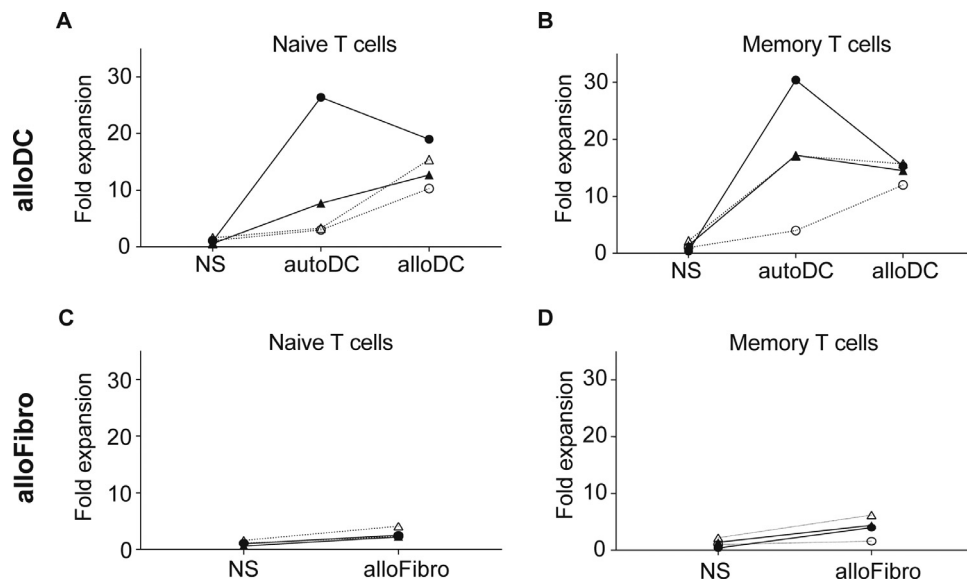 A
Naive T cells
alloDC
Fold expansion
30
20
10
0
NS
autoDC
alloDC
B
Memory T cells
Fold expansion
30
20
10
0
NS
autoDC
alloDC
C
Naive T cells
alloFibro
Fold expansion
30
20
10
0
NS
alloFibro
D
Memory T cells
Fold expansion
30
20
10
0
NS
alloFibro